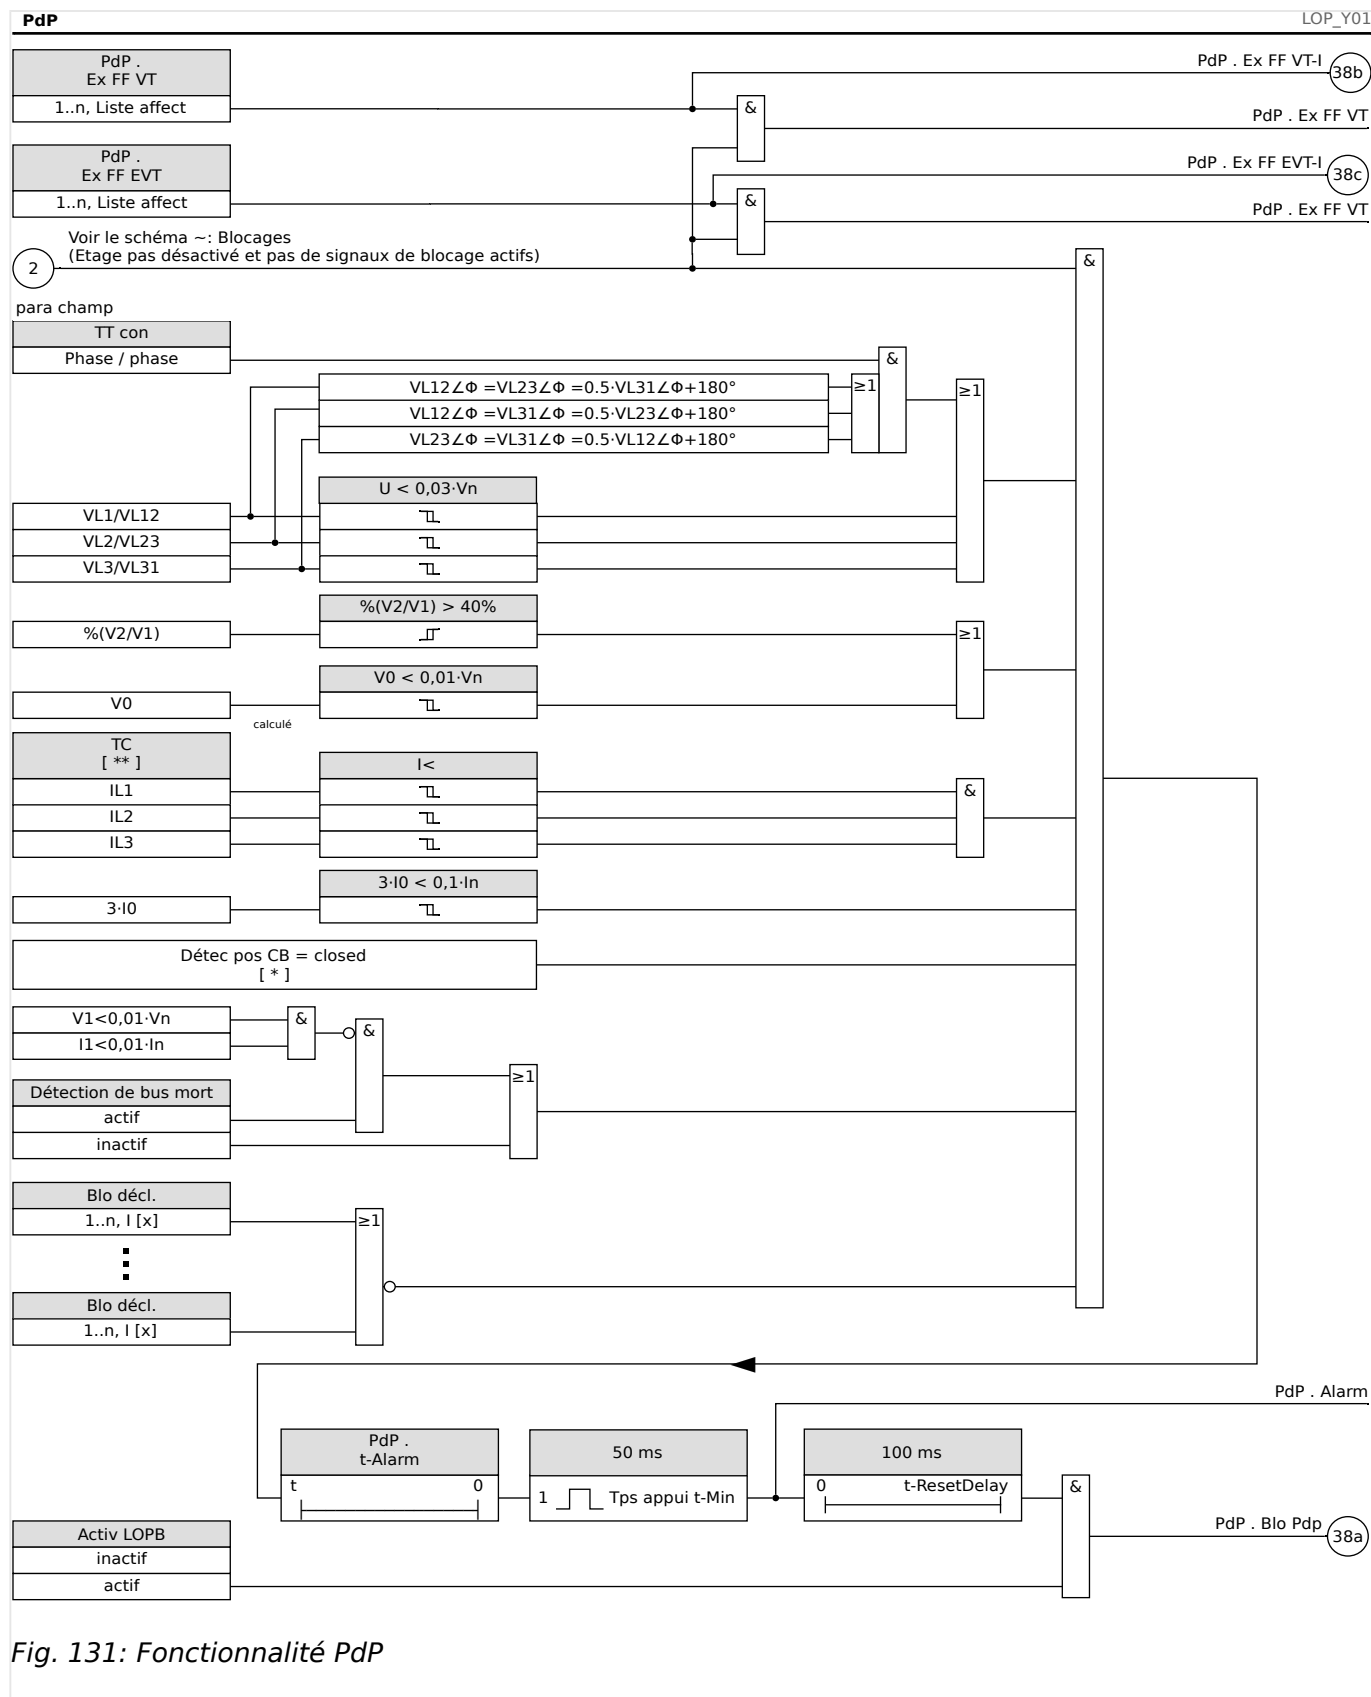 PdP
LOP_Y01
PdP .
Ex FF VT
1..n, Liste affect
PdP . Ex FF VT-I
38b
&
PdP . Ex FF VT
PdP .
Ex FF EVT
1..n, Liste affect
PdP . Ex FF EVT-I
38c
&
PdP . Ex FF VT
Voir le schéma ~: Blocages
(Etage pas désactivé et pas de signaux de blocage actifs)
2
&
para champ
TT con
Phase / phase
&
VL12∠Φ =VL23∠Φ =0.5·VL31∠Φ+180°
≥1
≥1
VL12∠Φ =VL31∠Φ =0.5·VL23∠Φ+180°
VL23∠Φ =VL31∠Φ =0.5·VL12∠Φ+180°
U < 0,03·Vn
VL1/VL12
VL2/VL23
VL3/VL31
%(V2/V1) > 40%
%(V2/V1)
≥1
V0 < 0,01·Vn
V0
calculé
TC
[ ** ]
I<
IL1
&
IL2
IL3
3·I0 < 0,1·In
3·I0
Détec pos CB = closed
[ * ]
V1<0,01·Vn
&
&
I1<0,01·In
≥1
Détection de bus mort
actif
inactif
Blo décl.
1..n, I [x]
≥1
Blo décl.
1..n, I [x]
PdP . Alarm
PdP .
t-Alarm
50 ms
100 ms
t
0
1
Tps appui t-Min
0
t-ResetDelay
&
Activ LOPB
inactif
actif
PdP . Blo Pdp
38a
Fig. 131: Fonctionnalité PdP